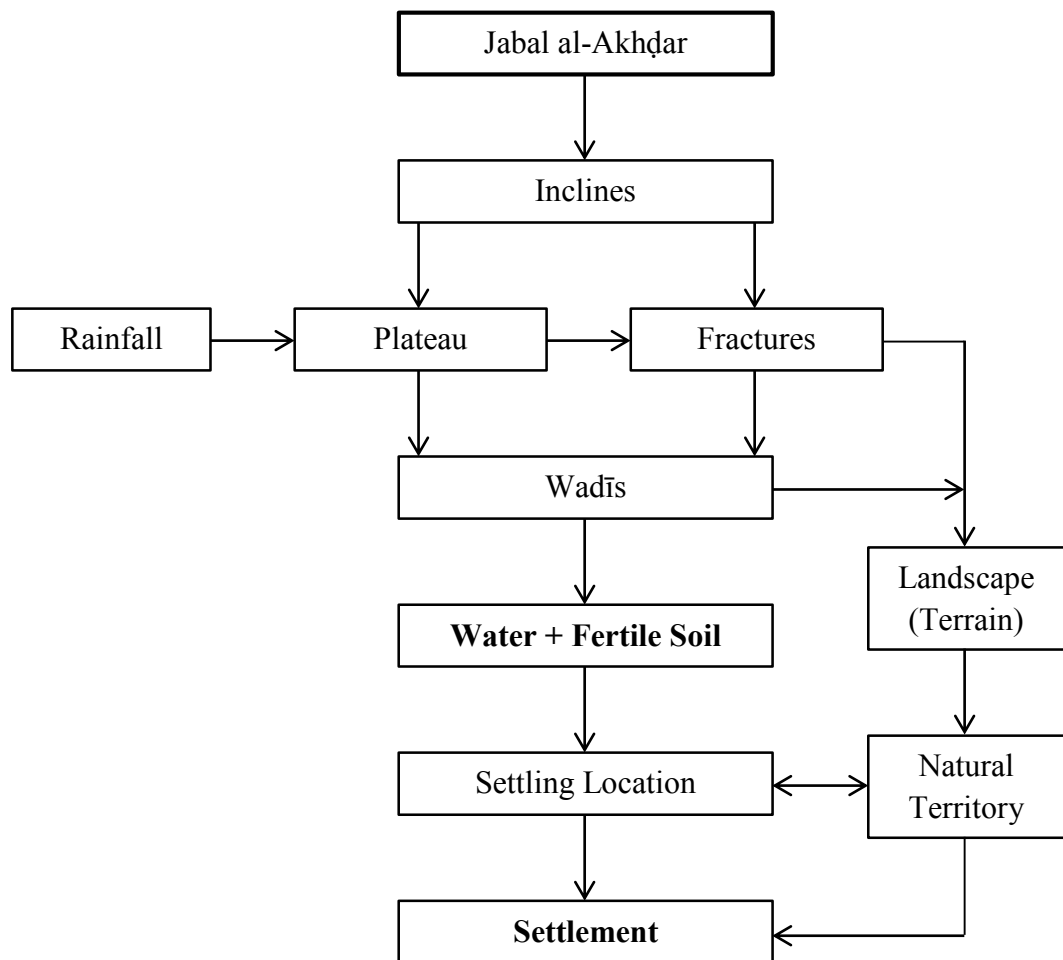 Jabal al-Akhḍar
Inclines
Rainfall
Plateau
Fractures
Wadīs
Landscape
(Terrain)
Water + Fertile Soil
Settling Location
Natural
Territory
Settlement